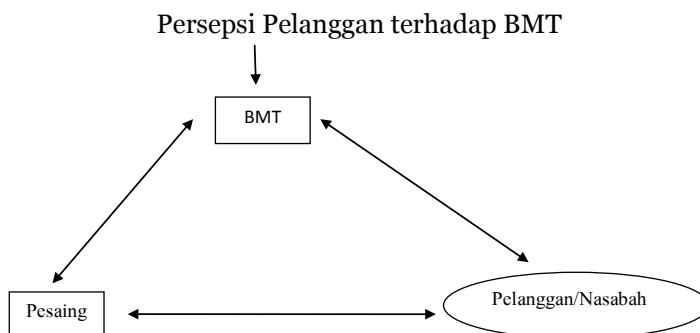 Persepsi Pelanggan terhadap BMT
BMT
Pesaing
Pelanggan/Nasabah